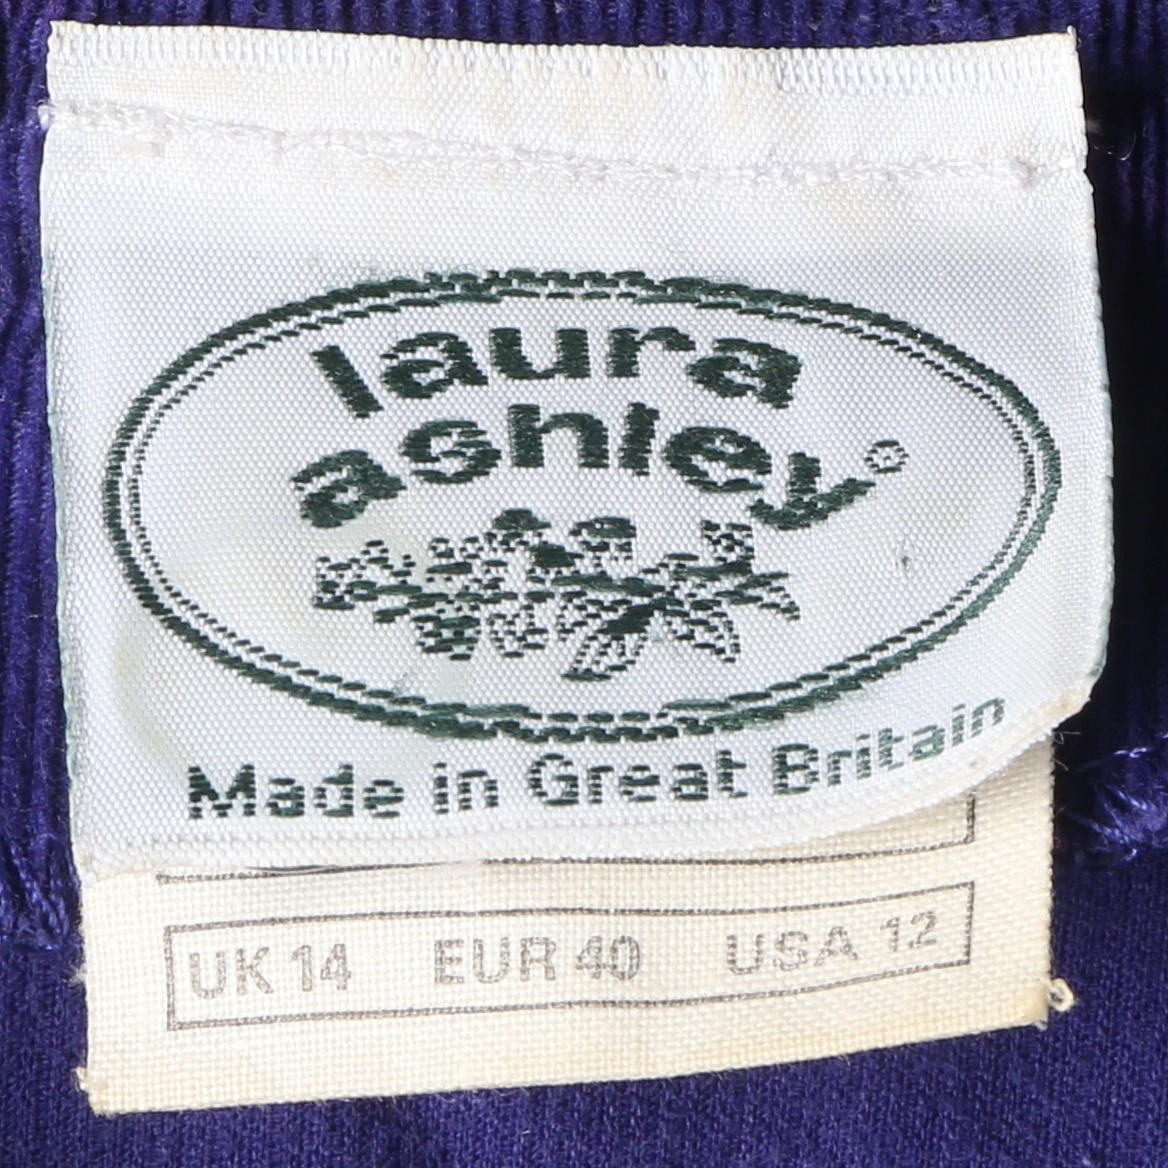 laura
ashley®
Made in Great Britain
UK 14 EUR 40 USA 12